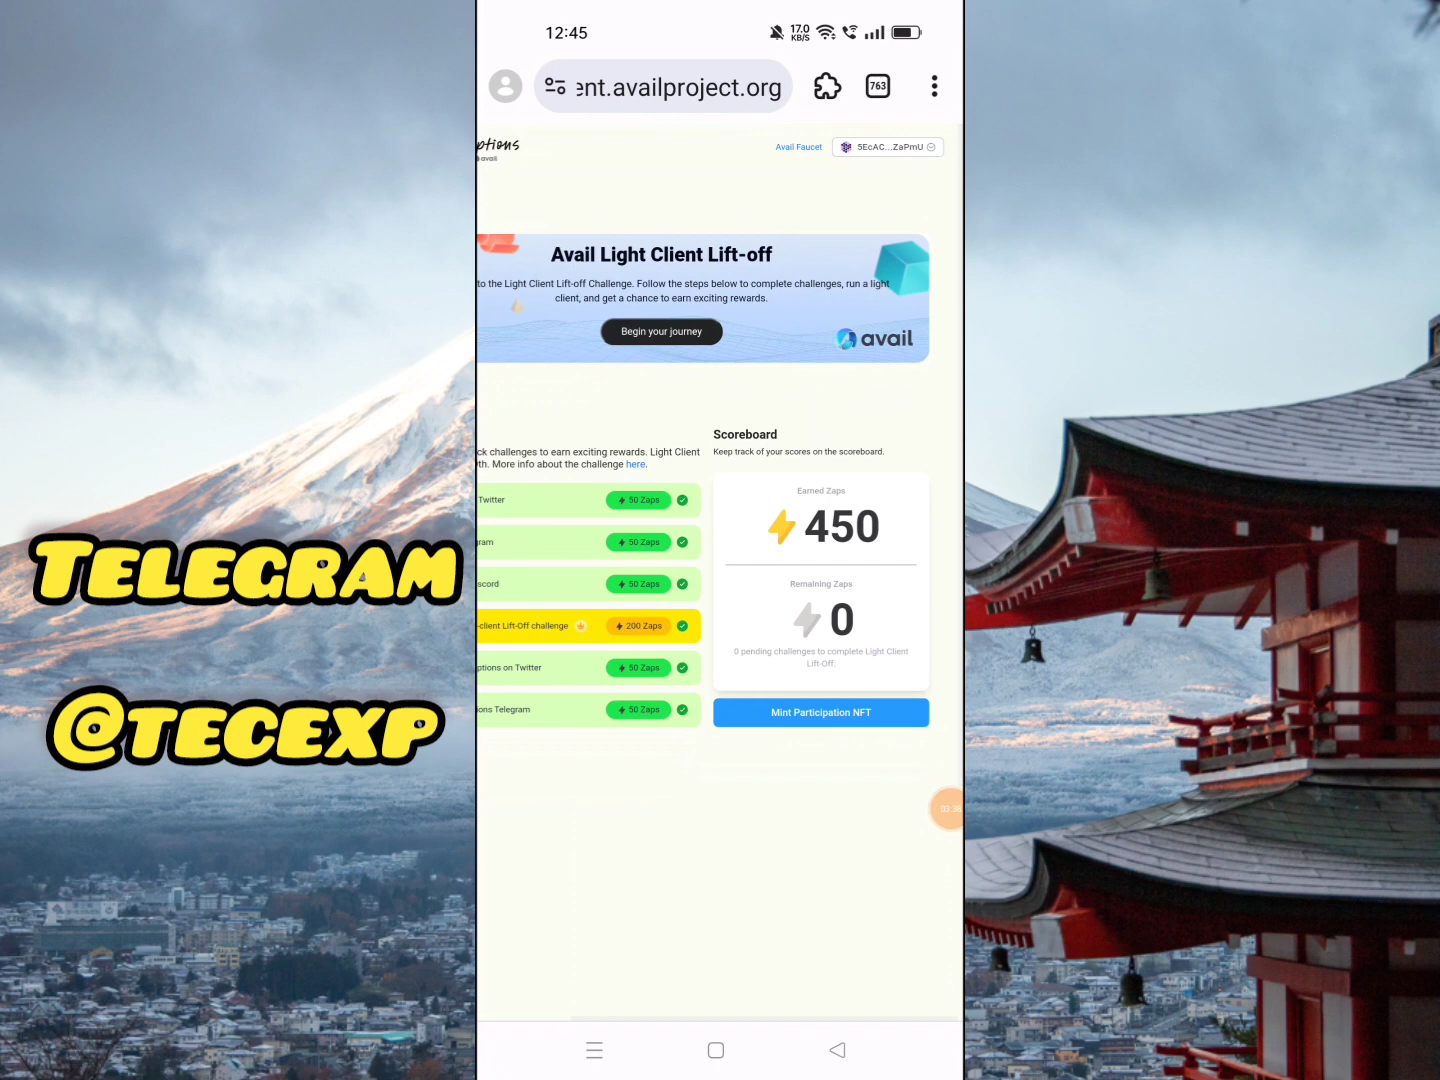 12:45
17.0
KB/S
ent.availproject.org
763
ptions
avail
Avail Faucet
5EcAC...ZaPmU
Avail Light Client Lift-off
to the Light Client Lift-off Challenge. Follow the steps below to complete challenges, run a light
client, and get a chance to earn exciting rewards.
Begin your journey
avail
ck challenges to earn exciting rewards. Light Client
th. More info about the challenge here.
Twitter
50 Zaps
gram
50 Zaps
scord
50 Zaps
-client Lift-Off challenge
200 Zaps
ptions on Twitter
50 Zaps
ions Telegram
50 Zaps
Scoreboard
Keep track of your scores on the scoreboard.
Earned Zaps
450
Remaining Zaps
0
0 pending challenges to complete Light Client
Lift-Off.
Mint Participation NFT
03:38
TELEGRAM
@TECEXP